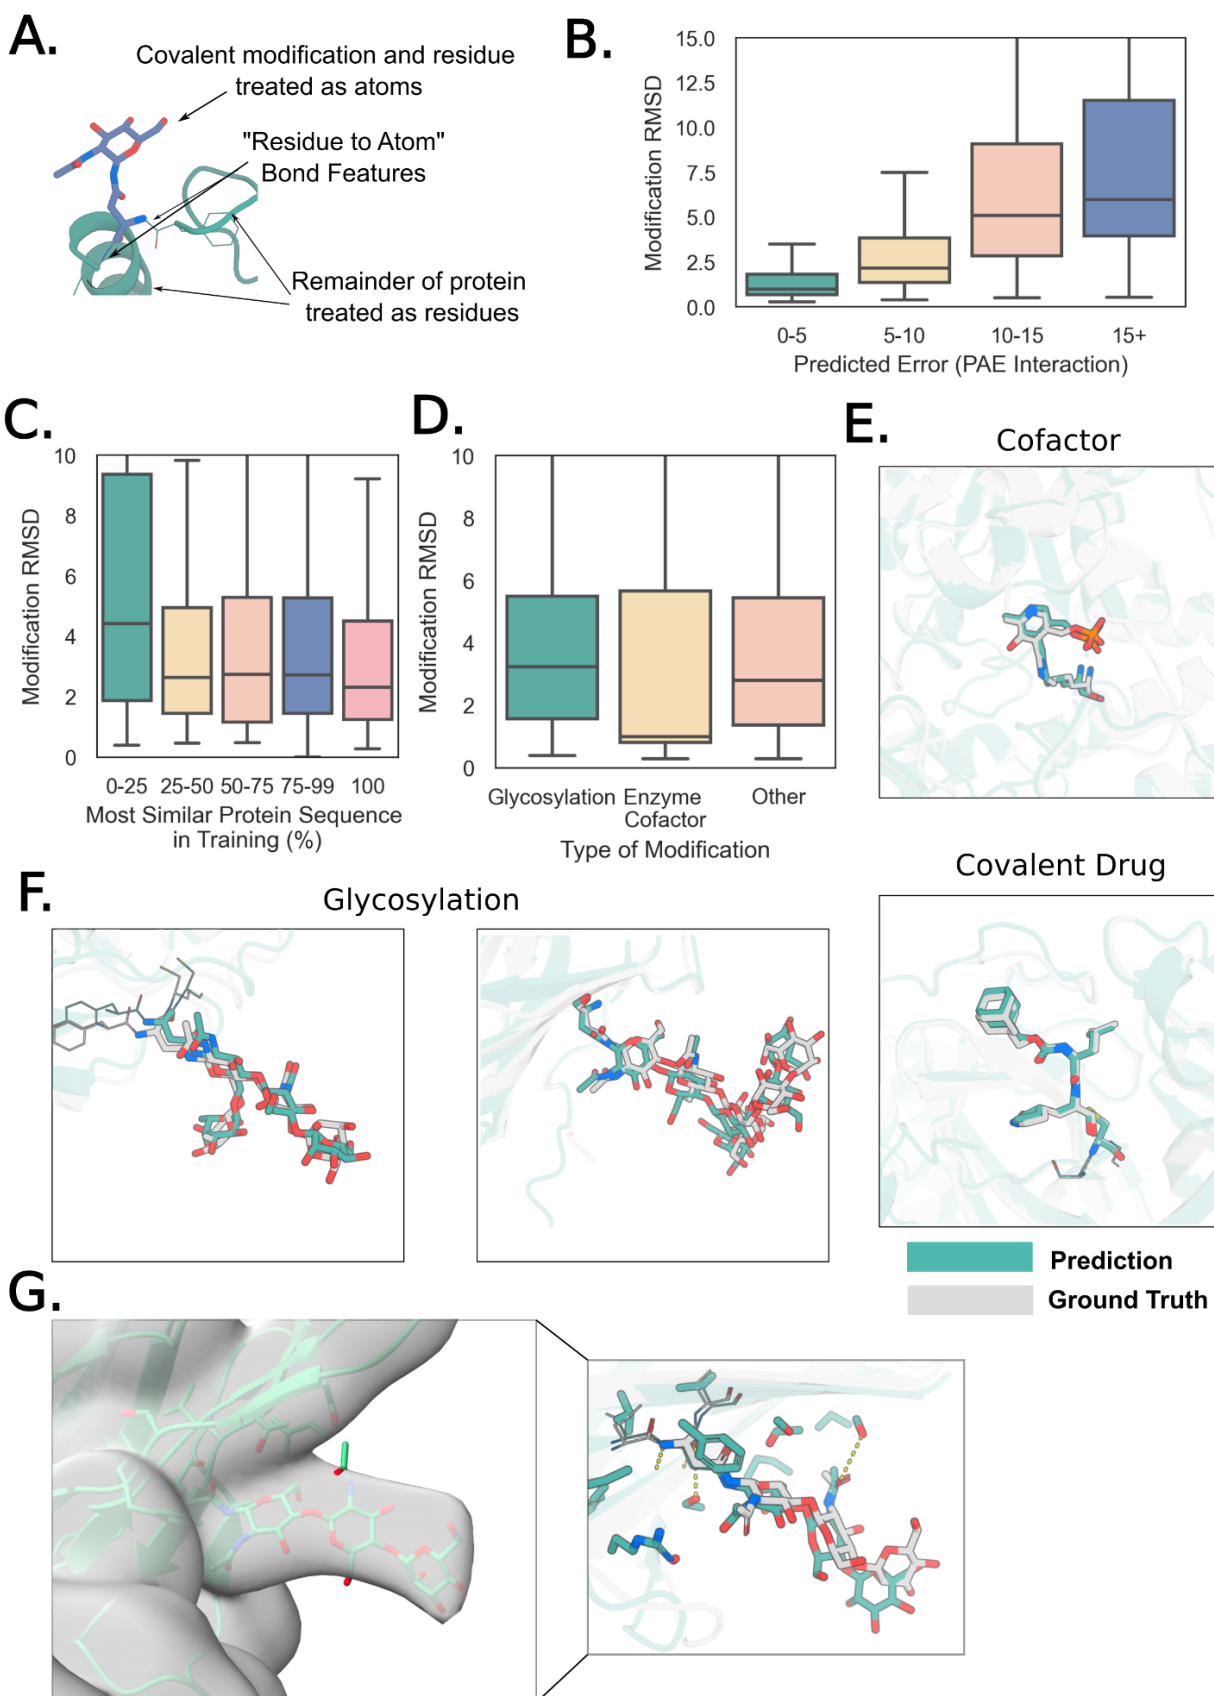 A.
Covalent modification and residue
treated as atoms
"Residue to Atom"
Bond Features
Remainder of protein
treated as residues
B.
Modification RMSD
15.0
12.5
10.0
7.5
5.0
2.5
0.0
0-5 5-10 10-15 15+
Predicted Error (PAE Interaction)
C.
Modification RMSD
10
8
6
4
2
0
0-25 25-50 50-75 75-99 100
Most Similar Protein Sequence
in Training (%)
D.
Modification RMSD
10
8
6
4
2
0
Glycosylation Enzyme Other
Cofactor
Type of Modification
E.
Cofactor
Covalent Drug
F.
Glycosylation
Prediction
Ground Truth
G.